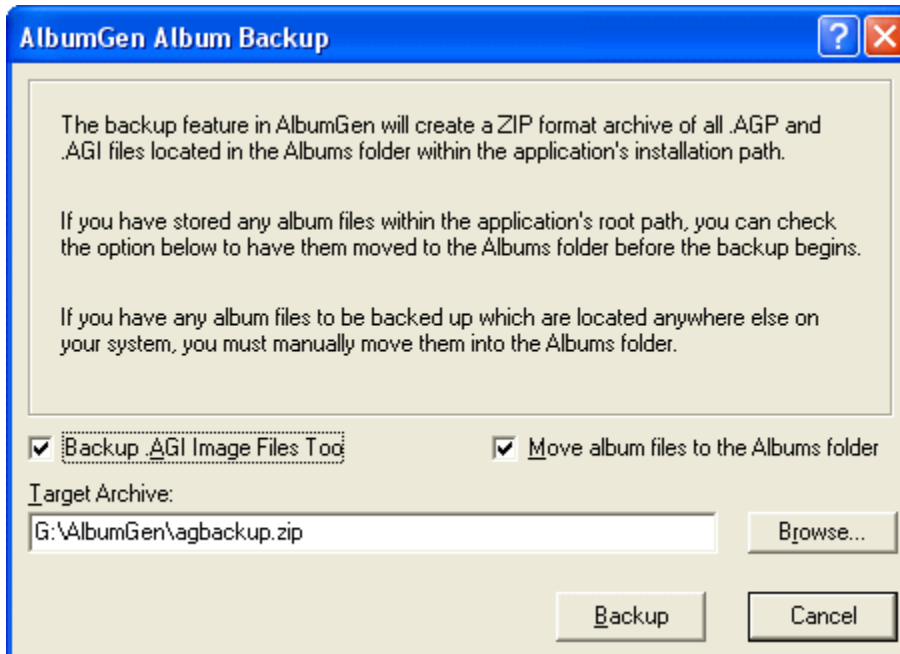 AlbumGen Album Backup
The backup feature in AlbumGen will create a ZIP format archive of all .AGP and
.AGI files located in the Albums folder within the application's installation path.
If you have stored any album files within the application's root path, you can check
the option below to have them moved to the Albums folder before the backup begins.
If you have any album files to be backed up which are located anywhere else on
your system, you must manually move them into the Albums folder.
Backup .AGI Image Files Too
Move album files to the Albums folder
Target Archive:
G:\AlbumGen\agbackup.zip
Browse...
Backup
Cancel